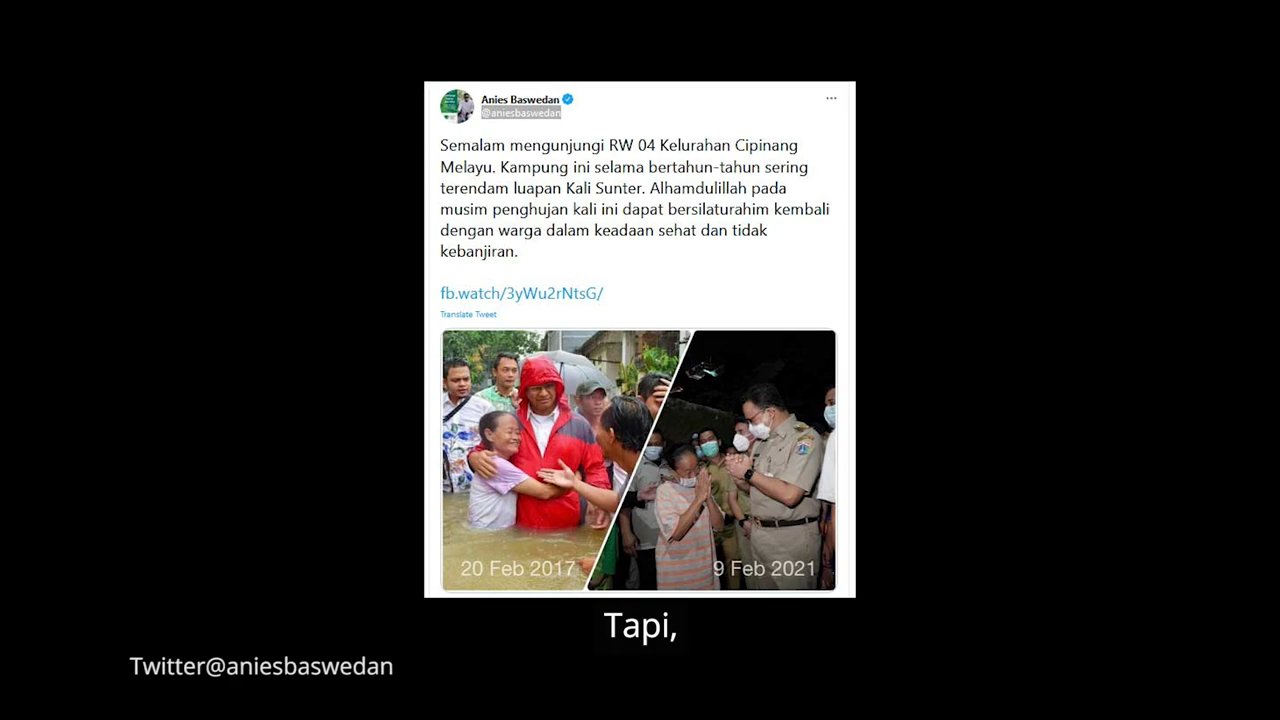 Anies Baswedan
@aniesbaswedan
Semalam mengunjungi RW 04 Kelurahan Cipinang
Melayu. Kampung ini selama bertahun-tahun sering
terendam luapan Kali Sunter. Alhamdulillah pada
musim penghujan kali ini dapat bersilaturahim kembali
dengan warga dalam keadaan sehat dan tidak
kebanjiran.
fb.watch/3yWu2rNtsG/
Translate Tweet
20 Feb 2017
9 Feb 2021
Tapi,
Twitter@aniesbaswedan